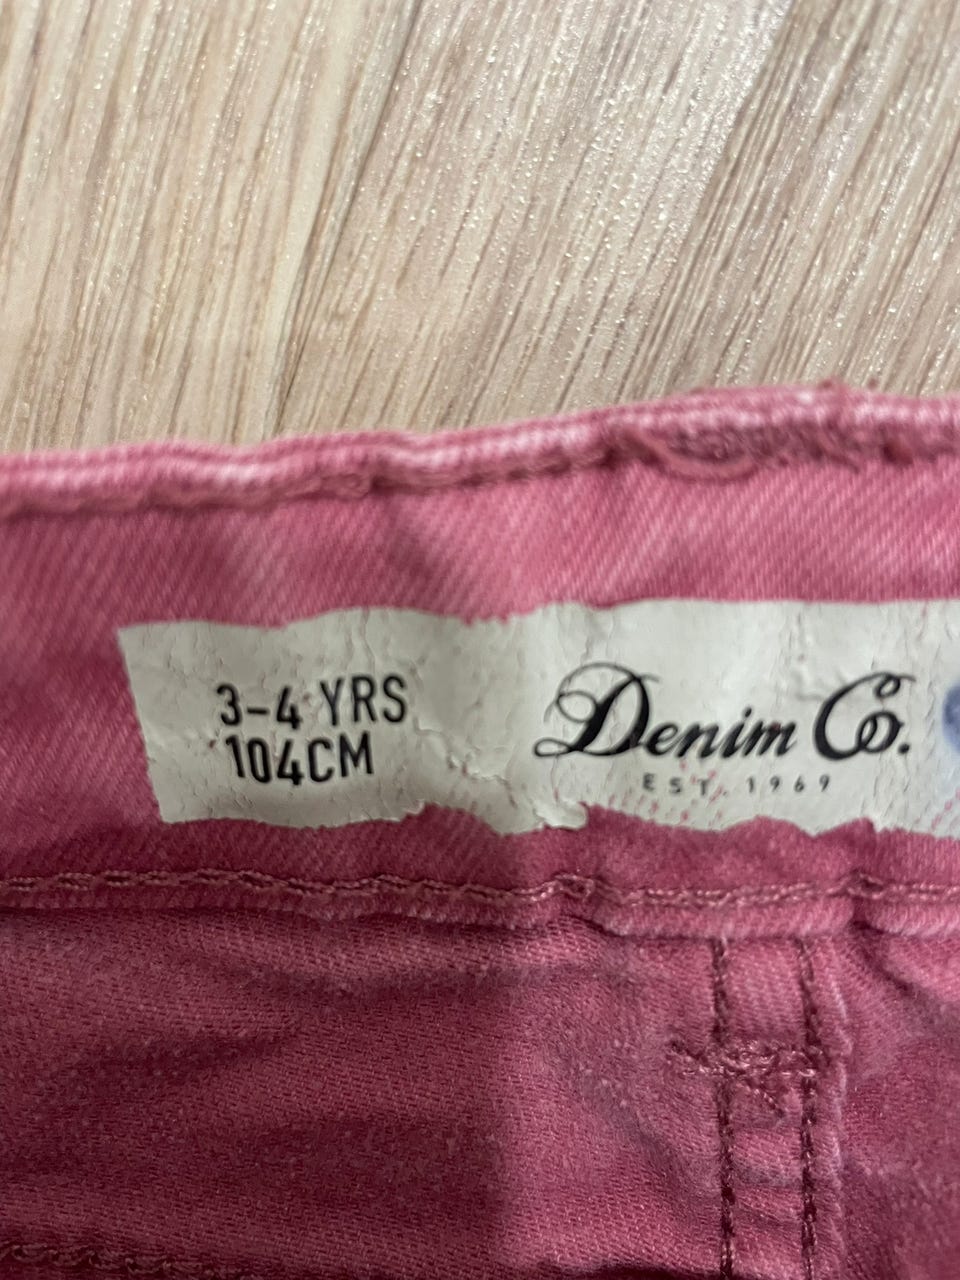 3-4 YRS
104CM
Denim Co.
EST. 1969